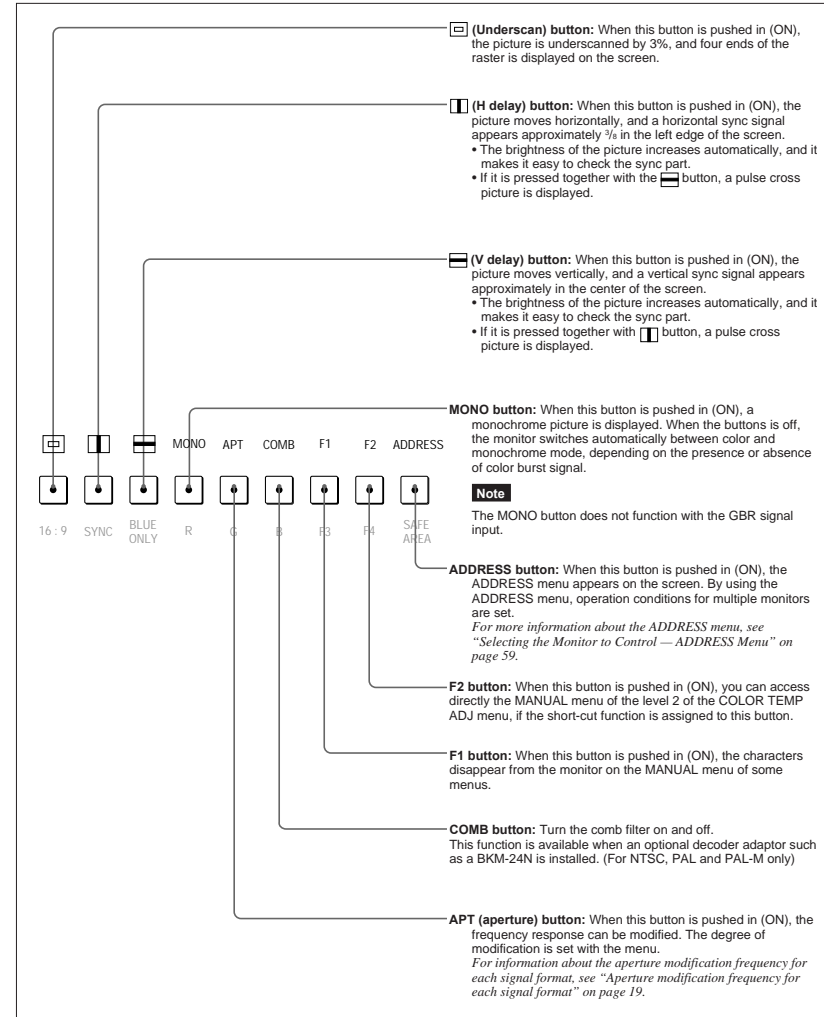 (Underscan) button: When this button is pushed in (ON),
the picture is underscanned by 3%, and four ends of the
raster is displayed on the screen.
(H delay) button: When this button is pushed in (ON), the
picture moves horizontally, and a horizontal sync signal
appears approximately 3/8 in the left edge of the screen.
• The brightness of the picture increases automatically, and it
makes it easy to check the sync part.
• If it is pressed together with the button, a pulse cross
picture is displayed.
(V delay) button: When this button is pushed in (ON), the
picture moves vertically, and a vertical sync signal appears
approximately in the center of the screen.
• The brightness of the picture increases automatically, and it
makes it easy to check the sync part.
• If it is pressed together with button, a pulse cross
picture is displayed.
MONO button: When this button is pushed in (ON), a
monochrome picture is displayed. When the buttons is off,
the monitor switches automatically between color and
monochrome mode, depending on the presence or absence
of color burst signal.
Note
The MONO button does not function with the GBR signal
input.
MONO APT COMB F1 F2 ADDRESS
16 : 9 SYNC BLUE ONLY R G B F3 F4 SAFE AREA
ADDRESS button: When this button is pushed in (ON), the
ADDRESS menu appears on the screen. By using the
ADDRESS menu, operation conditions for multiple monitors
are set.
For more information about the ADDRESS menu, see
“Selecting the Monitor to Control — ADDRESS Menu” on
page 59.
F2 button: When this button is pushed in (ON), you can access
directly the MANUAL menu of the level 2 of the COLOR TEMP
ADJ menu, if the short-cut function is assigned to this button.
F1 button: When this button is pushed in (ON), the characters
disappear from the monitor on the MANUAL menu of some
menus.
COMB button: Turn the comb filter on and off.
This function is available when an optional decoder adaptor such
as a BKM-24N is installed. (For NTSC, PAL and PAL-M only)
APT (aperture) button: When this button is pushed in (ON), the
frequency response can be modified. The degree of
modification is set with the menu.
For information about the aperture modification frequency for
each signal format, see “Aperture modification frequency for
each signal format” on page 19.